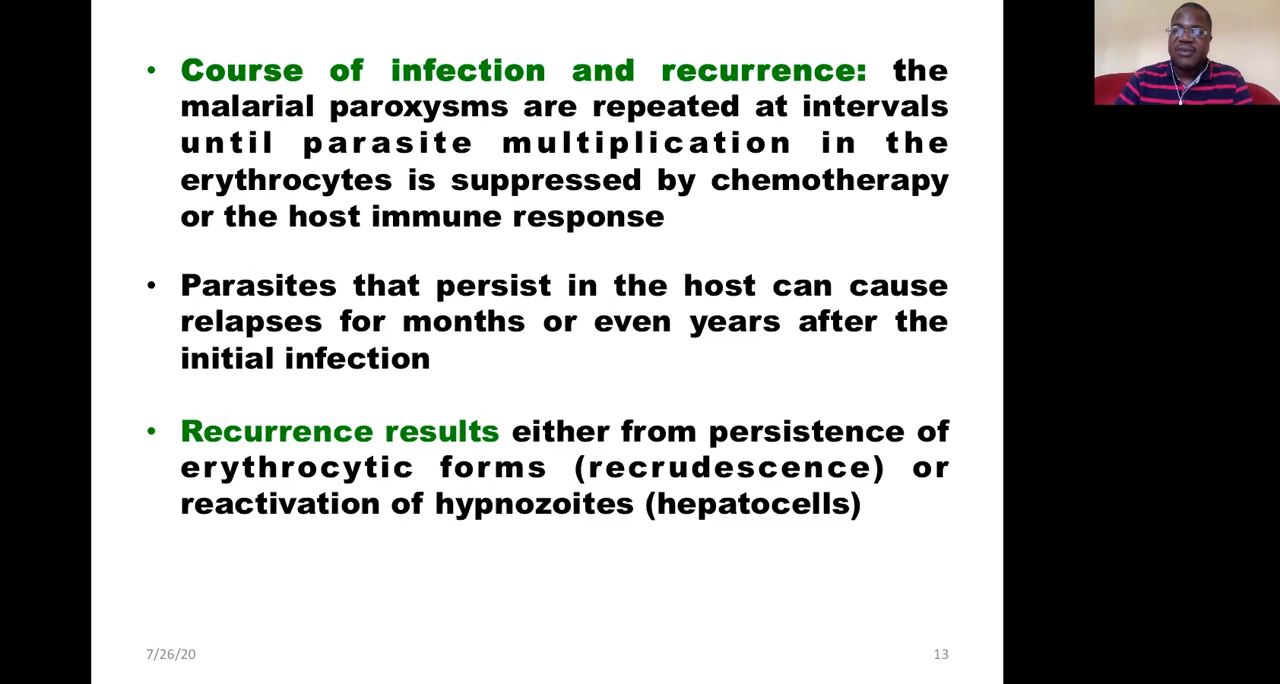 • Course of infection and recurrence: the
malarial paroxysms are repeated at intervals
until parasite multiplication in the
erythrocytes is suppressed by chemotherapy
or the host immune response
• Parasites that persist in the host can cause
relapses for months or even years after the
initial infection
• Recurrence results either from persistence of
erythrocytic forms (recrudescence) or
reactivation of hypnozoites (hepatocells)
7/26/20
13